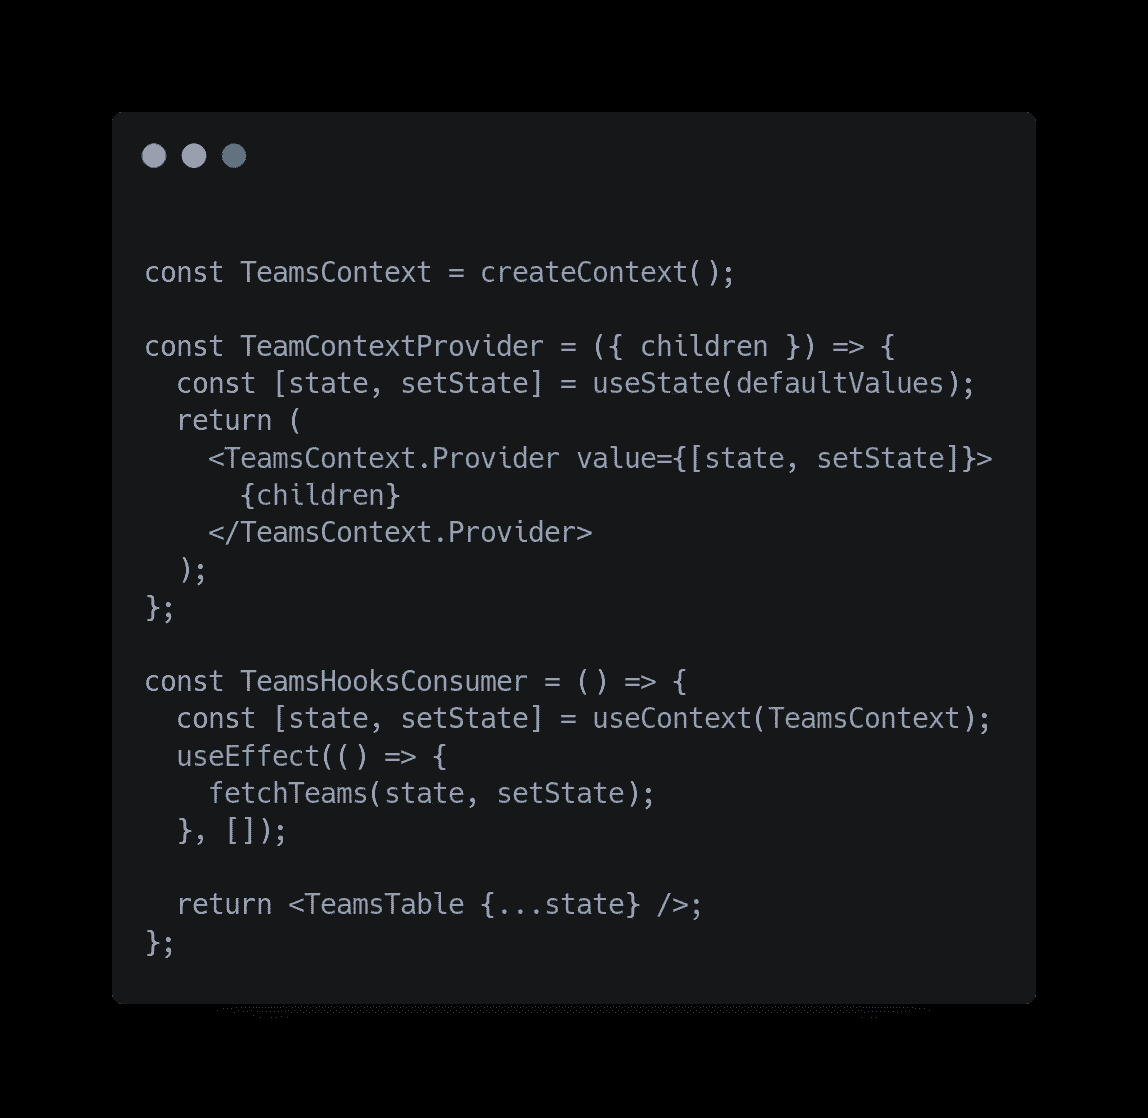 const TeamsContext = createContext();
const TeamContextProvider = ({ children }) => {
  const [state, setState] = useState(defaultValues);
  return (
    <TeamsContext.Provider value={[state, setState]}>
      {children}
    </TeamsContext.Provider>
  );
};
const TeamsHooksConsumer = () => {
  const [state, setState] = useContext(TeamsContext);
  useEffect(() => {
    fetchTeams(state, setState);
  }, []);
  return <TeamsTable {...state} />;
};